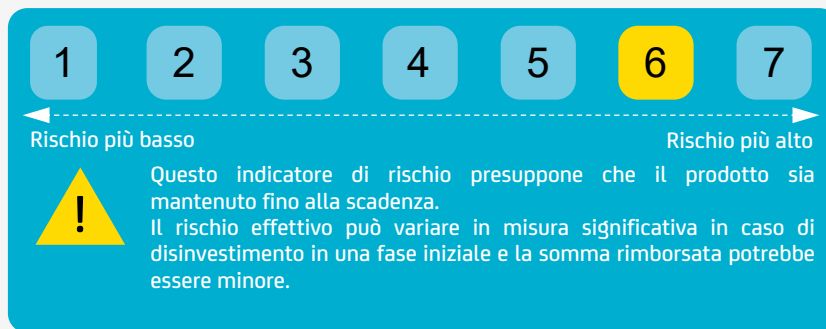 1 2 3 4 5 6 7
Rischio più basso Rischio più alto
Questo indicatore di rischio presuppone che il prodotto sia
mantenuto fino alla scadenza.
!
Il rischio effettivo può variare in misura significativa in caso di
disinvestimento in una fase iniziale e la somma rimborsata potrebbe
essere minore.